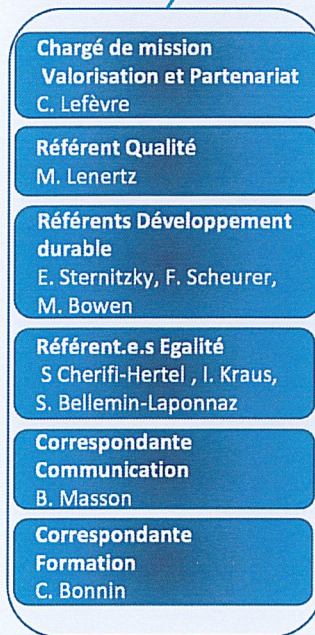 Chargé de mission
Valorisation et Partenariat
C. Lefèvre
Référent Qualité
M. Lenertz
Référents Développement
durable
E. Sternitzky, F. Scheurer,
M. Bowen
Référent.e.s Egalité
S Cherifi-Hertel , I. Kraus,
S. Bellemin-Laponnaz
Correspondante
Communication
B. Masson
Correspondante
Formation
C. Bonnin